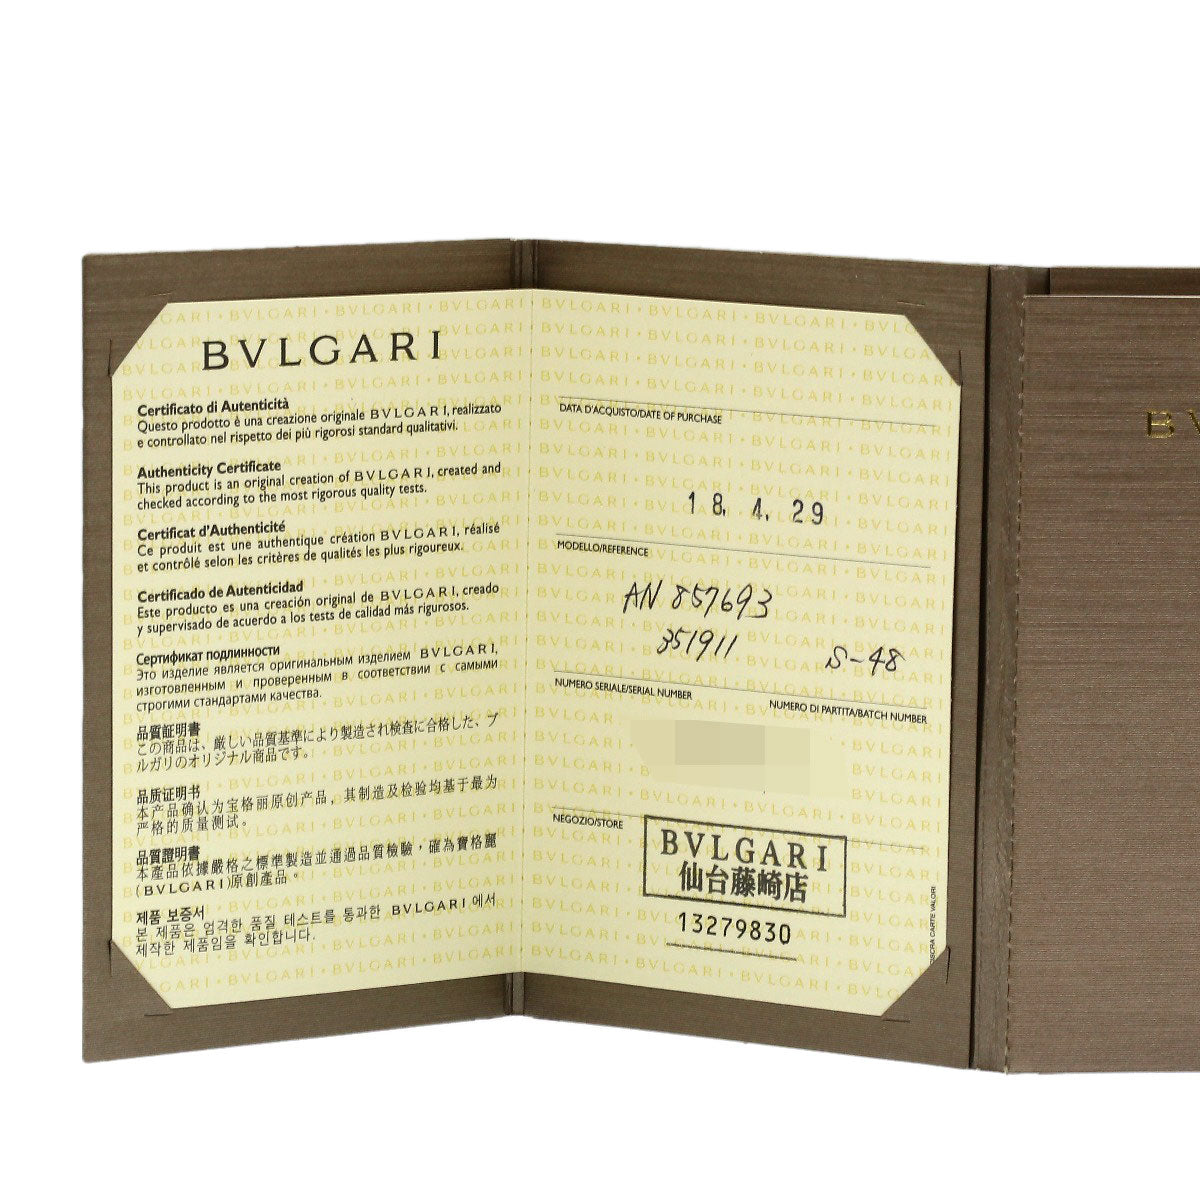 BVLGARI
Certificato di Autenticità
Questo prodotto è una creazione originale BVLGARI, realizzato
e controllato nel rispetto dei più rigorosi standard qualitativi.
Authenticity Certificate
This product is an original creation of BVLGARI, created and
checked according to the most rigorous quality tests.
Certificat d'Authenticité
Ce produit est une authentique création BVLGARI, réalisé
et contrôlé selon les critères de qualités les plus rigoureux.
Certificado de Autenticidad
Este producto es una creación original de BVLGARI, creado
y supervisado de acuerdo a los tests de calidad más rigurosos.
Сертификат подлинности
Это изделие является оригинальным изделием BVLGARI,
изготовленным и проверенным в соответствии с самыми
строгими стандартами качества.
品質証明書
この商品は、厳しい品質基準により製造され検査に合格した、ブ
ルガリのオリジナル商品です。
品质证明书
本产品确认为宝格丽原创产品，其制造及检验均基于最为
严格的质量测试。
品質證明書
本產品依據嚴格之標準製造並通過品質檢驗，確為寶格麗
(BVLGARI)原創產品。
제품 보증서
본 제품은 엄격한 품질 테스트를 통과한 BVLGARI 에서
제작한 제품임을 확인합니다.
DATA D'ACQUISTO/DATE OF PURCHASE
18. 4. 29
MODELLO/REFERENCE
AN 857693
351911 S-48
NUMERO SERIALE/SERIAL NUMBER
NUMERO DI PARTITA/BATCH NUMBER
NEGOZIO/STORE
BVLGARI
仙台藤崎店
13279830
CARTE VALORI